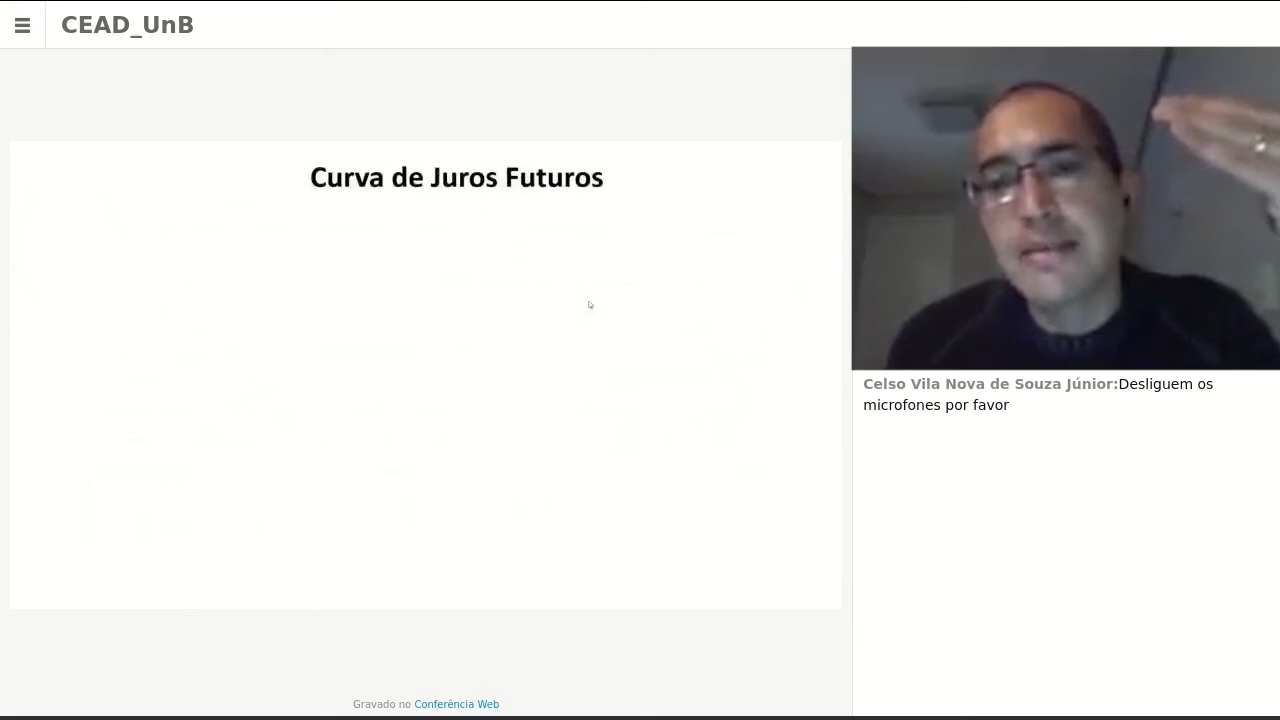 CEAD_UnB
Curva de Juros Futuros
Celso Vila Nova de Souza Júnior:Desliguem os
microfones por favor
Gravado no Conferência Web